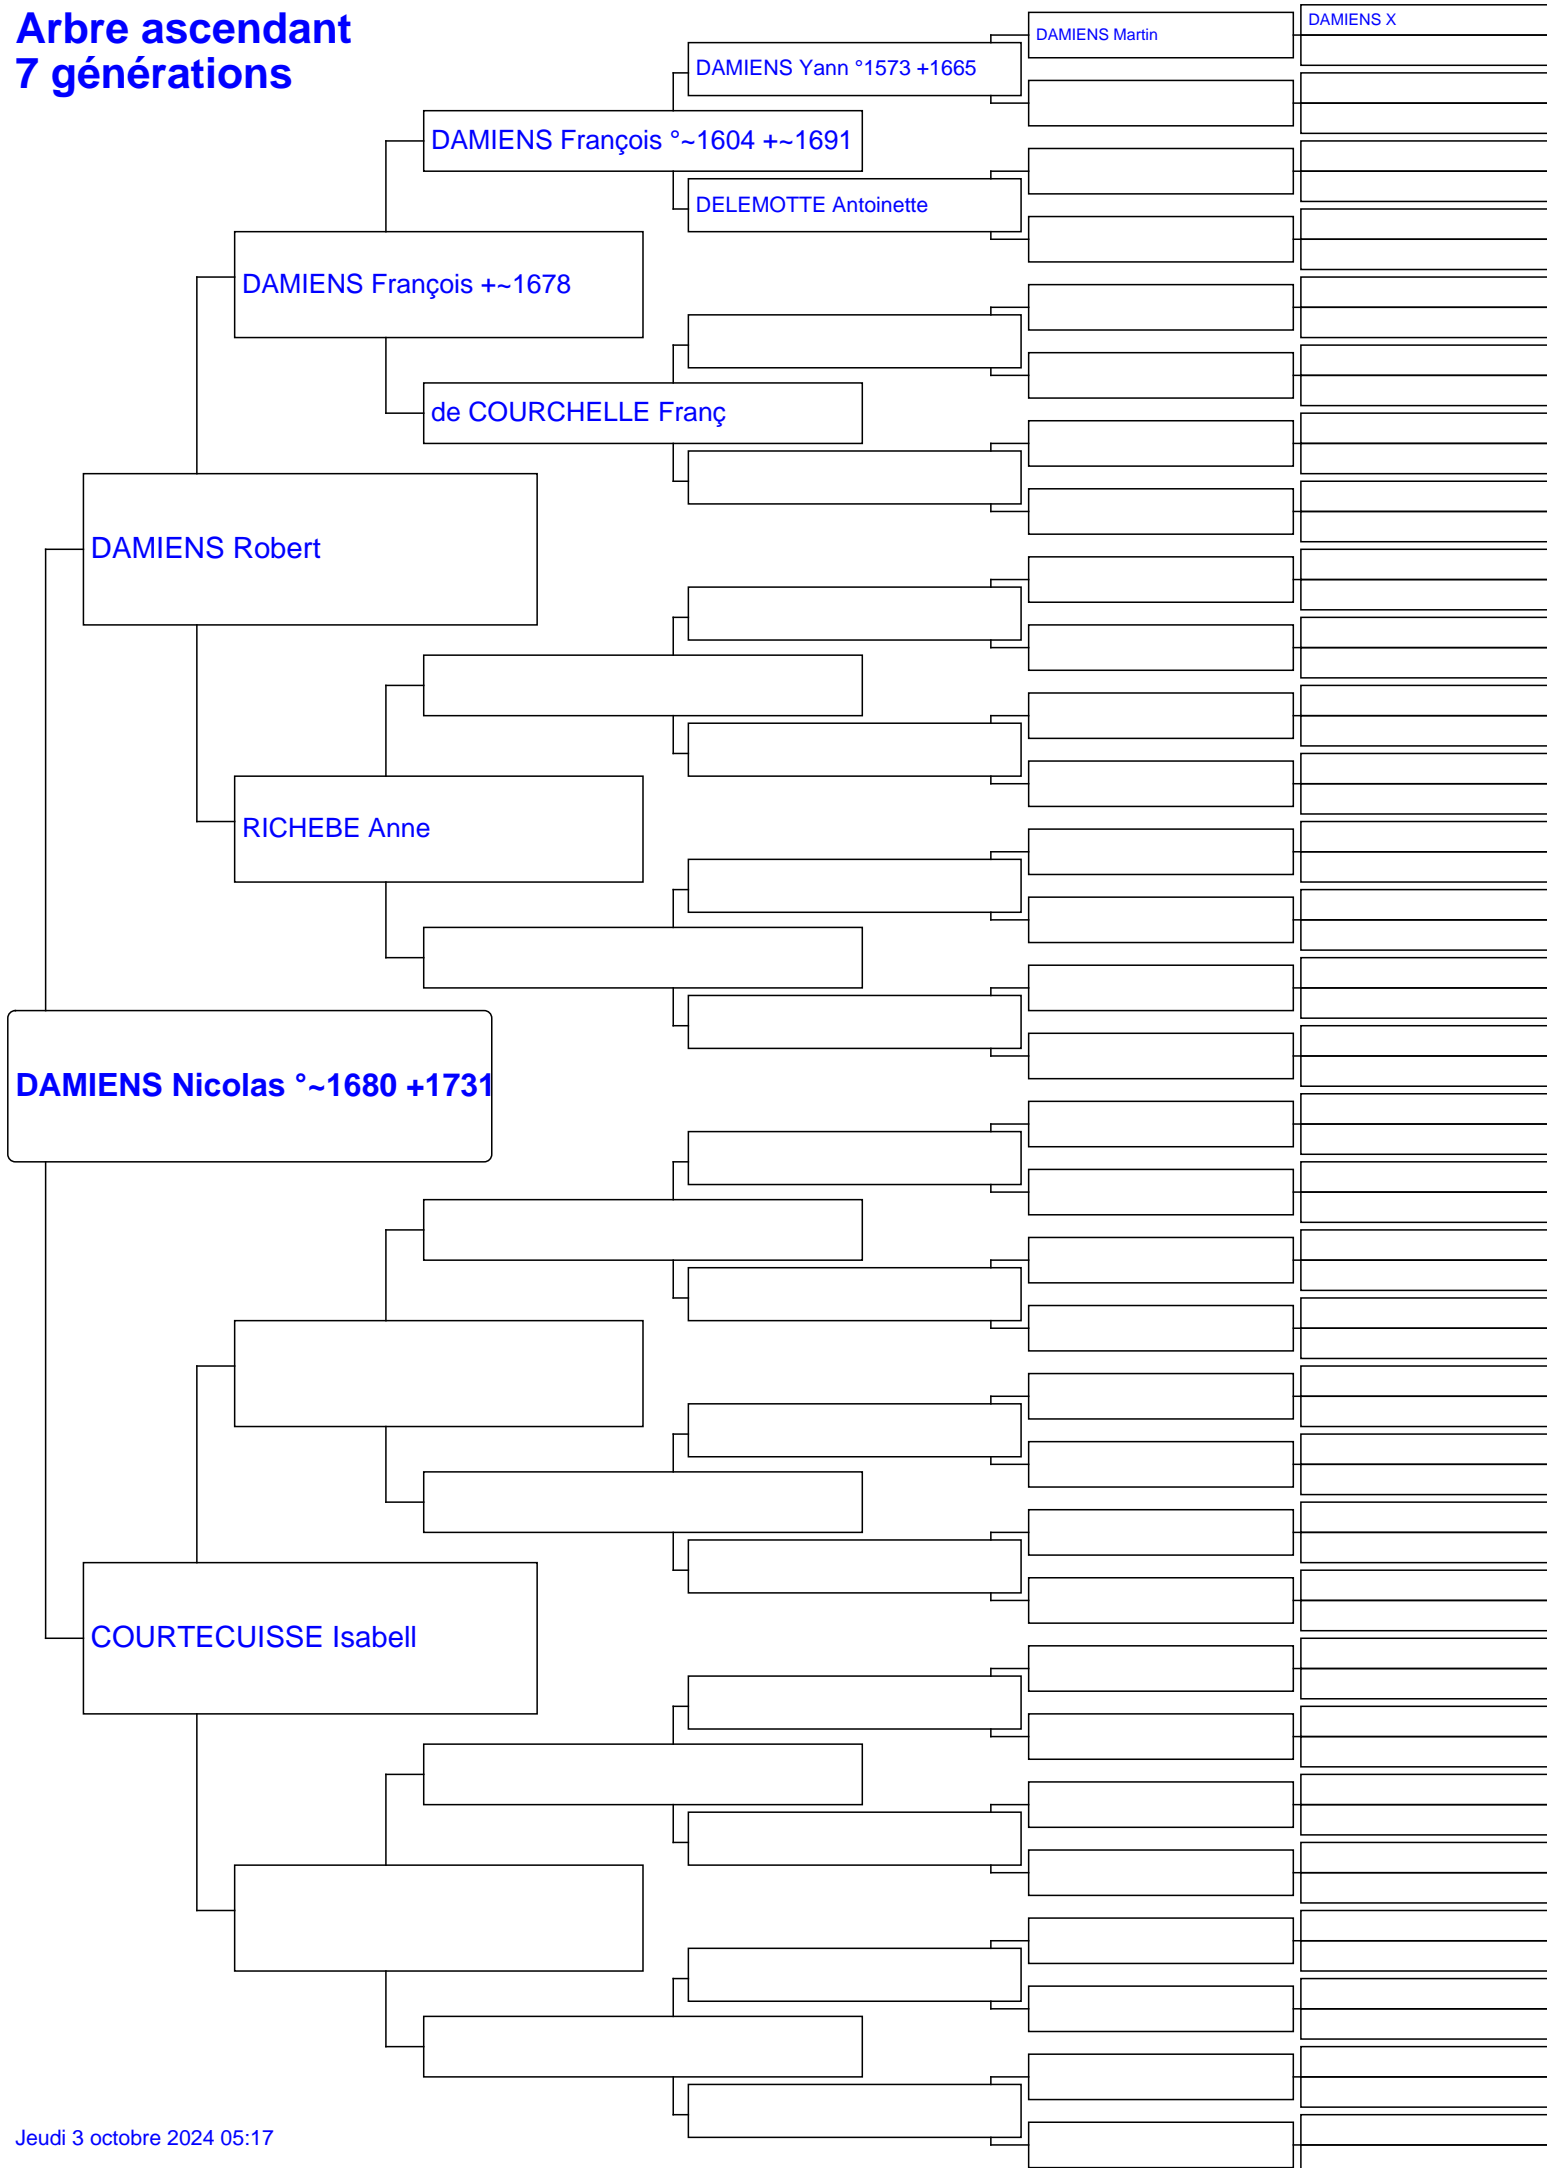 Arbre ascendant
7 générations
DAMIENS X
DAMIENS Martin
DAMIENS Yann °1573 +1665
DAMIENS François °~1604 +~1691
DELEMOTTE Antoinette
DAMIENS François +~1678
de COURCHELLE Franç
DAMIENS Robert
RICHEBE Anne
DAMIENS Nicolas °~1680 +1731
COURTECUISSE Isabell
Jeudi 3 octobre 2024 05:17